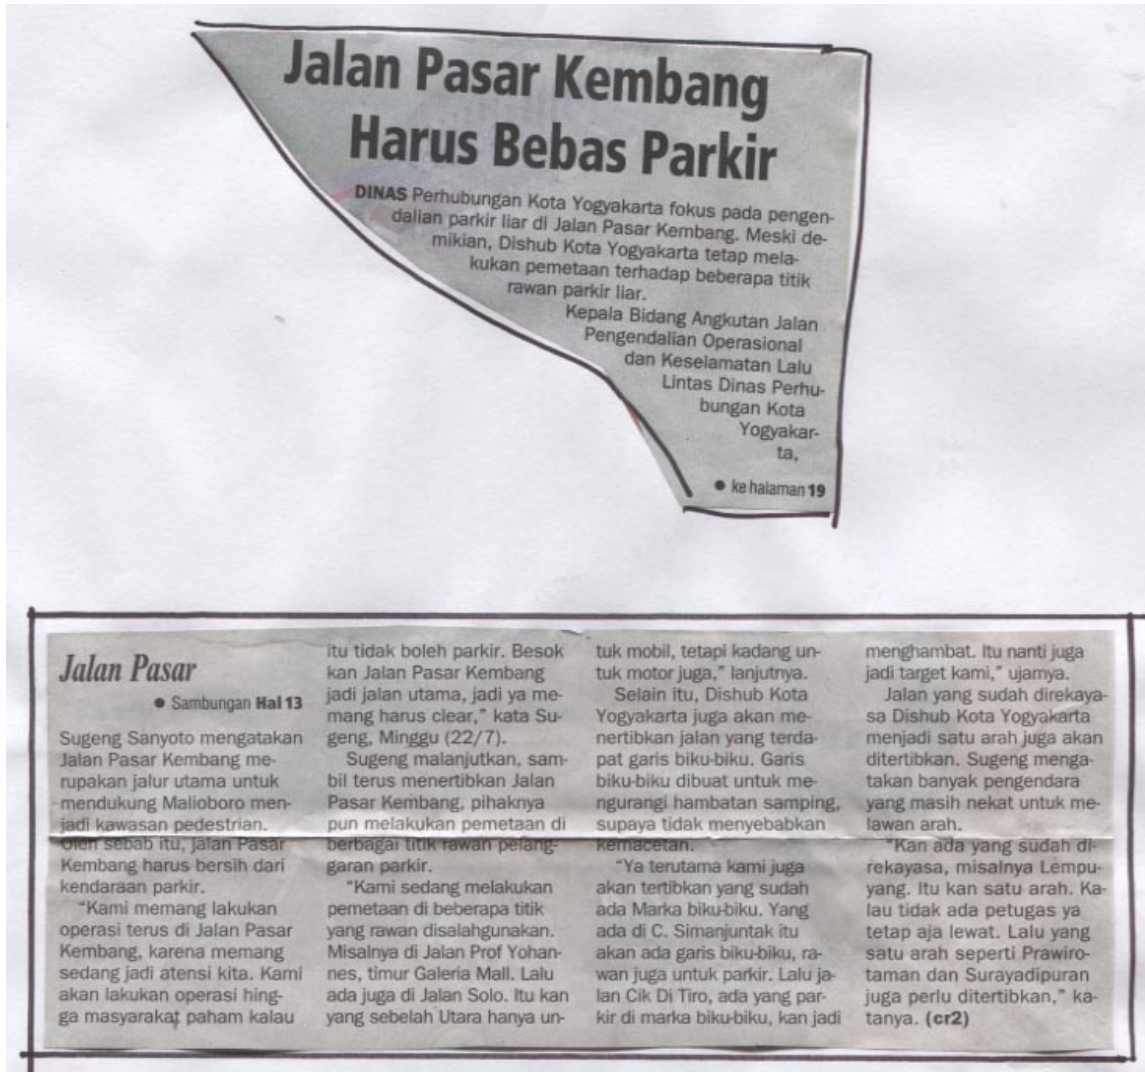 Jalan Pasar Kembang
Harus Bebas Parkir
DINAS Perhubungan Kota Yogyakarta fokus pada pengen-
dalian parkir liar di Jalan Pasar Kembang. Meski de-
mikian, Dishub Kota Yogyakarta tetap mela-
kukan pemetaan terhadap beberapa titik
rawan parkir liar.
Kepala Bidang Angkutan Jalan
Pengendalian Operasional
dan Keselamatan Lalu
Lintas Dinas Perhu-
bungan Kota
Yogyakar-
ta,
● ke halaman 19
Jalan Pasar
● Sambungan Hal 13
Sugeng Sanyoto mengatakan
Jalan Pasar Kembang me-
rupakan jalur utama untuk
mendukung Malioboro men-
jadi kawasan pedestrian.
Oleh sebab itu, jalan Pasar
Kembang harus bersih dari
kendaraan parkir.
"Kami memang lakukan
operasi terus di Jalan Pasar
Kembang, karena memang
sedang jadi atensi kita. Kami
akan lakukan operasi hing-
ga masyarakat paham kalau
itu tidak boleh parkir. Besok
kan Jalan Pasar Kembang
jadi jalan utama, jadi ya me-
mang harus clear," kata Su-
geng, Minggu (22/7).
Sugeng melanjutkan, sam-
bil terus menertibkan Jalan
Pasar Kembang, pihaknya
pun melakukan pemetaan di
berbagai titik rawan pelang-
garan parkir.
"Kami sedang melakukan
pemetaan di beberapa titik
yang rawan disalahgunakan.
Misalnya di Jalan Prof Yohan-
nes, timur Galeria Mall. Lalu
ada juga di Jalan Solo. Itu kan
yang sebelah Utara hanya un-
tuk mobil, tetapi kadang un-
tuk motor juga," lanjutnya.
Selain itu, Dishub Kota
Yogyakarta juga akan me-
nertibkan jalan yang terda-
pat garis biku-biku. Garis
biku-biku dibuat untuk me-
ngurangi hambatan samping,
supaya tidak menyebabkan
kemacetan.
"Ya terutama kami juga
akan tertibkan yang sudah
ada Marka biku-biku. Yang
ada di C. Simanjuntak itu
akan ada garis biku-biku, ra-
wan juga untuk parkir. Lalu ja-
lan Cik Di Tiro, ada yang par-
kir di marka biku-biku, kan jadi
menghambat. Itu nanti juga
jadi target kami," ujarnya.
Jalan yang sudah direkaya-
sa Dishub Kota Yogyakarta
menjadi satu arah juga akan
ditertibkan. Sugeng menga-
takan banyak pengendara
yang masih nekat untuk me-
lawan arah.
"Kan ada yang sudah di-
rekayasa, misalnya Lempu-
yang. Itu kan satu arah. Ka-
lau tidak ada petugas ya
tetap aja lewat. Lalu yang
satu arah seperti Prawiro-
taman dan Surayadipuran
juga perlu ditertibkan," ka-
tanya. (cr2)